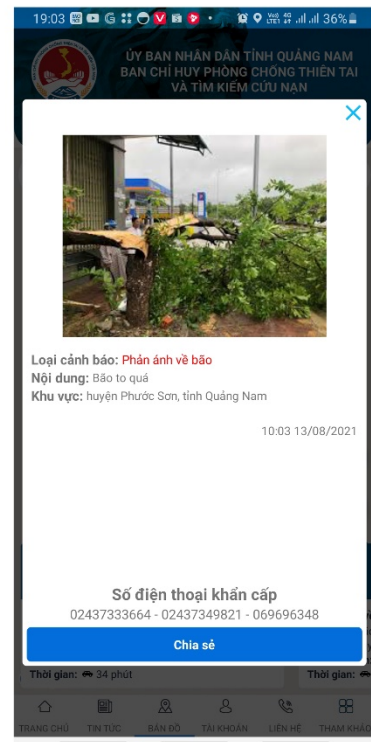 19:03
36%
ỦY BAN NHÂN DÂN TỈNH QUẢNG NAM
BAN CHỈ HUY PHÒNG CHỐNG THIÊN TAI
VÀ TÌM KIẾM CỨU NẠN
Loại cảnh báo: Phản ánh về bão
Nội dung: Bão to quá
Khu vực: huyện Phước Sơn, tỉnh Quảng Nam
10:03 13/08/2021
Số điện thoại khẩn cấp
02437333664 - 02437349821 - 069696348
Chia sẻ
Thời gian: 34 phút
Thời gian:
TRANG CHỦ TIN TỨC BẢN ĐỒ TÀI KHOẢN LIÊN HỆ THAM KHẢO